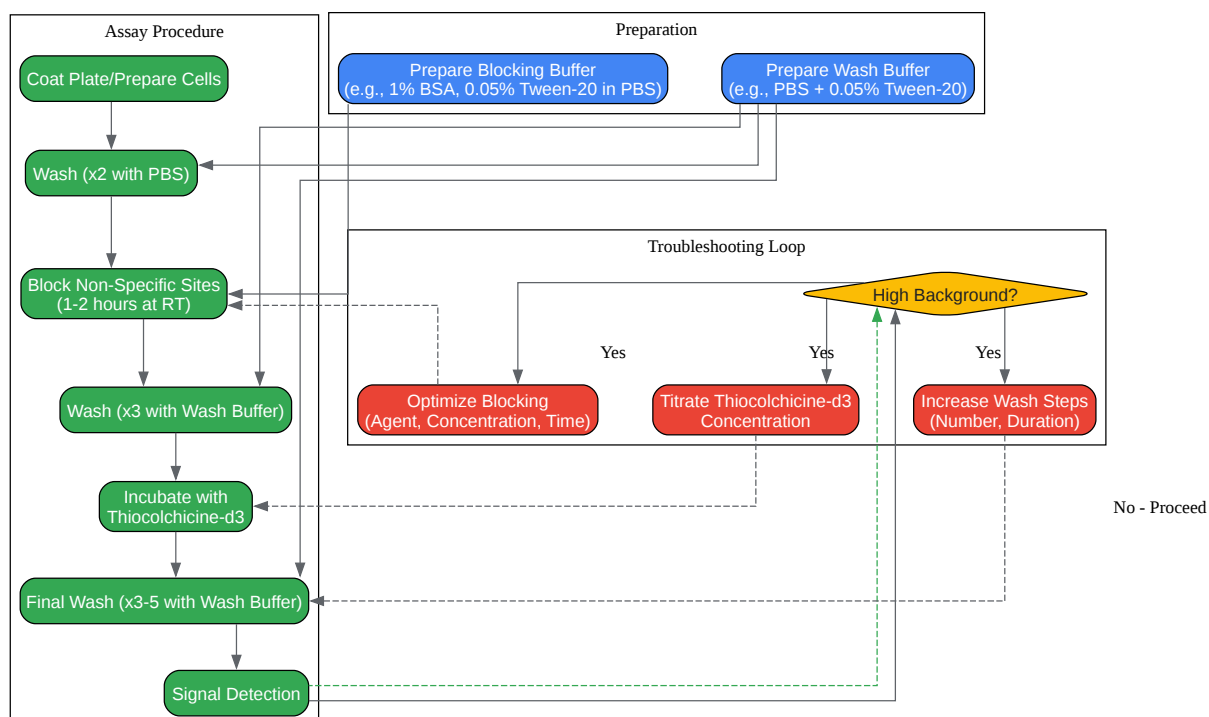 Assay Procedure
Coat Plate/Prepare Cells
Wash (x2 with PBS)
Block Non-Specific Sites
(1-2 hours at RT)
Wash (x3 with Wash Buffer)
Incubate with
Thiocolchicine-d3
Final Wash (x3-5 with Wash Buffer)
Signal Detection
Preparation
Prepare Blocking Buffer
(e.g., 1% BSA, 0.05% Tween-20 in PBS)
Prepare Wash Buffer
(e.g., PBS + 0.05% Tween-20)
Troubleshooting Loop
High Background?
Yes
Yes
Yes
Optimize Blocking
(Agent, Concentration, Time)
Titrate Thiocolchicine-d3
Concentration
Increase Wash Steps
(Number, Duration)
No - Proceed